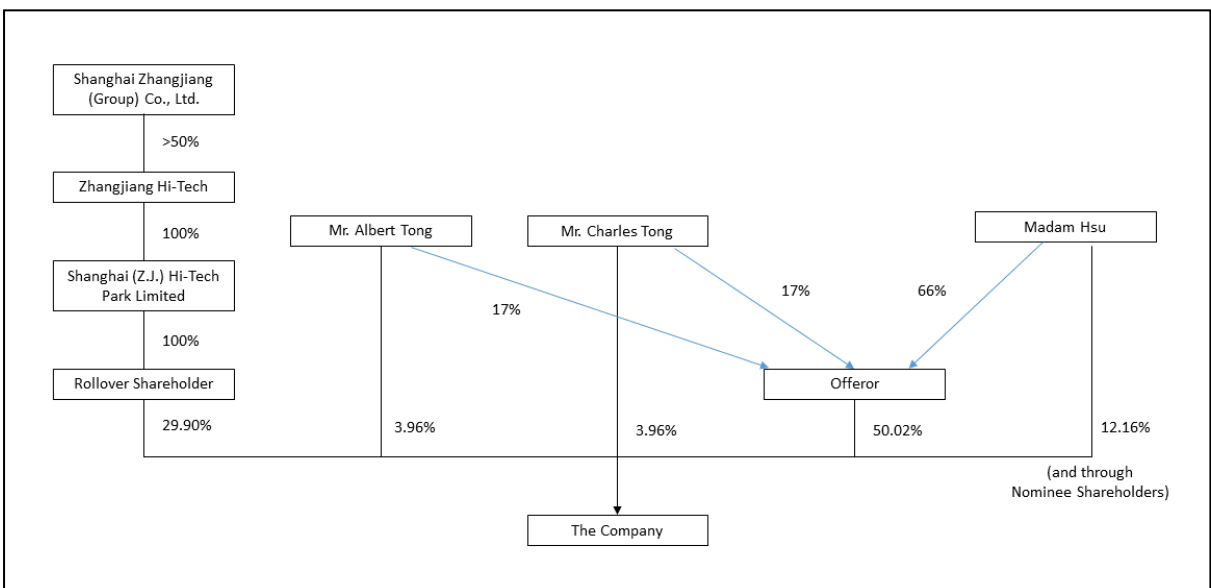 Shanghai Zhangjiang
(Group) Co., Ltd.
>50%
Zhangjiang Hi-Tech
100%
Shanghai (Z.J.) Hi-Tech
Park Limited
100%
Rollover Shareholder
29.90%
Mr. Albert Tong
17%
3.96%
Mr. Charles Tong
17%
3.96%
Madam Hsu
66%
Offeror
50.02%
12.16%
(and through
Nominee Shareholders)
The Company